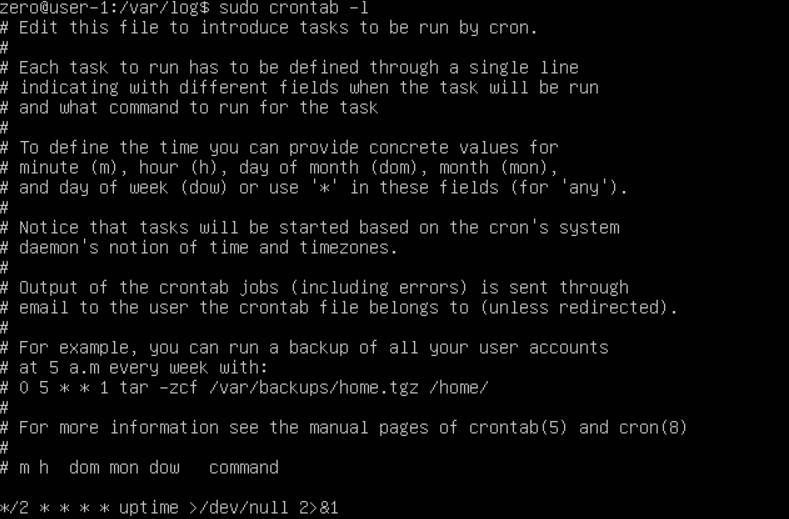 zero@user-1:/var/log$ sudo crontab -l
# Edit this file to introduce tasks to be run by cron.
#
# Each task to run has to be defined through a single line
# indicating with different fields when the task will be run
# and what command to run for the task
#
# To define the time you can provide concrete values for
# minute (m), hour (h), day of month (dom), month (mon),
# and day of week (dow) or use '*' in these fields (for 'any').
#
# Notice that tasks will be started based on the cron's system
# daemon's notion of time and timezones.
#
# Output of the crontab jobs (including errors) is sent through
# email to the user the crontab file belongs to (unless redirected).
#
# For example, you can run a backup of all your user accounts
# at 5 a.m every week with:
# 0 5 * * 1 tar -zcf /var/backups/home.tgz /home/
#
# For more information see the manual pages of crontab(5) and cron(8)
#
# m h  dom mon dow   command

*/2 * * * * uptime >/dev/null 2>&1